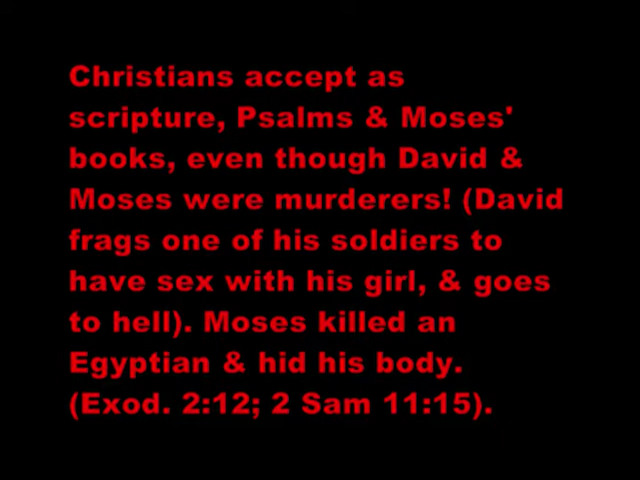 Christians accept as
scripture, Psalms & Moses'
books, even though David &
Moses were murderers! (David
frags one of his soldiers to
have sex with his girl, & goes
to hell). Moses killed an
Egyptian & hid his body.
(Exod. 2:12; 2 Sam 11:15).